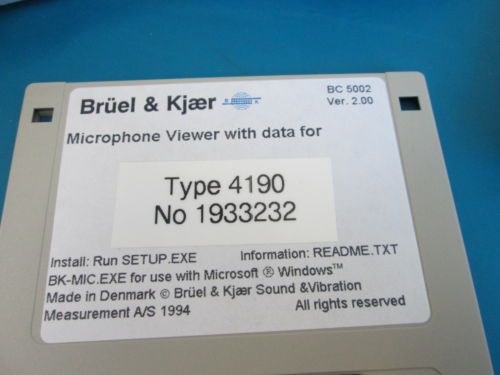 Brüel & Kjær B K BC 5002
Ver. 2.00
Microphone Viewer with data for
Type 4190
No 1933232
Install: Run SETUP.EXE Information: README.TXT
BK-MIC.EXE for use with Microsoft ® Windows™
Made in Denmark © Brüel & Kjær Sound &Vibration
Measurement A/S 1994 All rights reserved